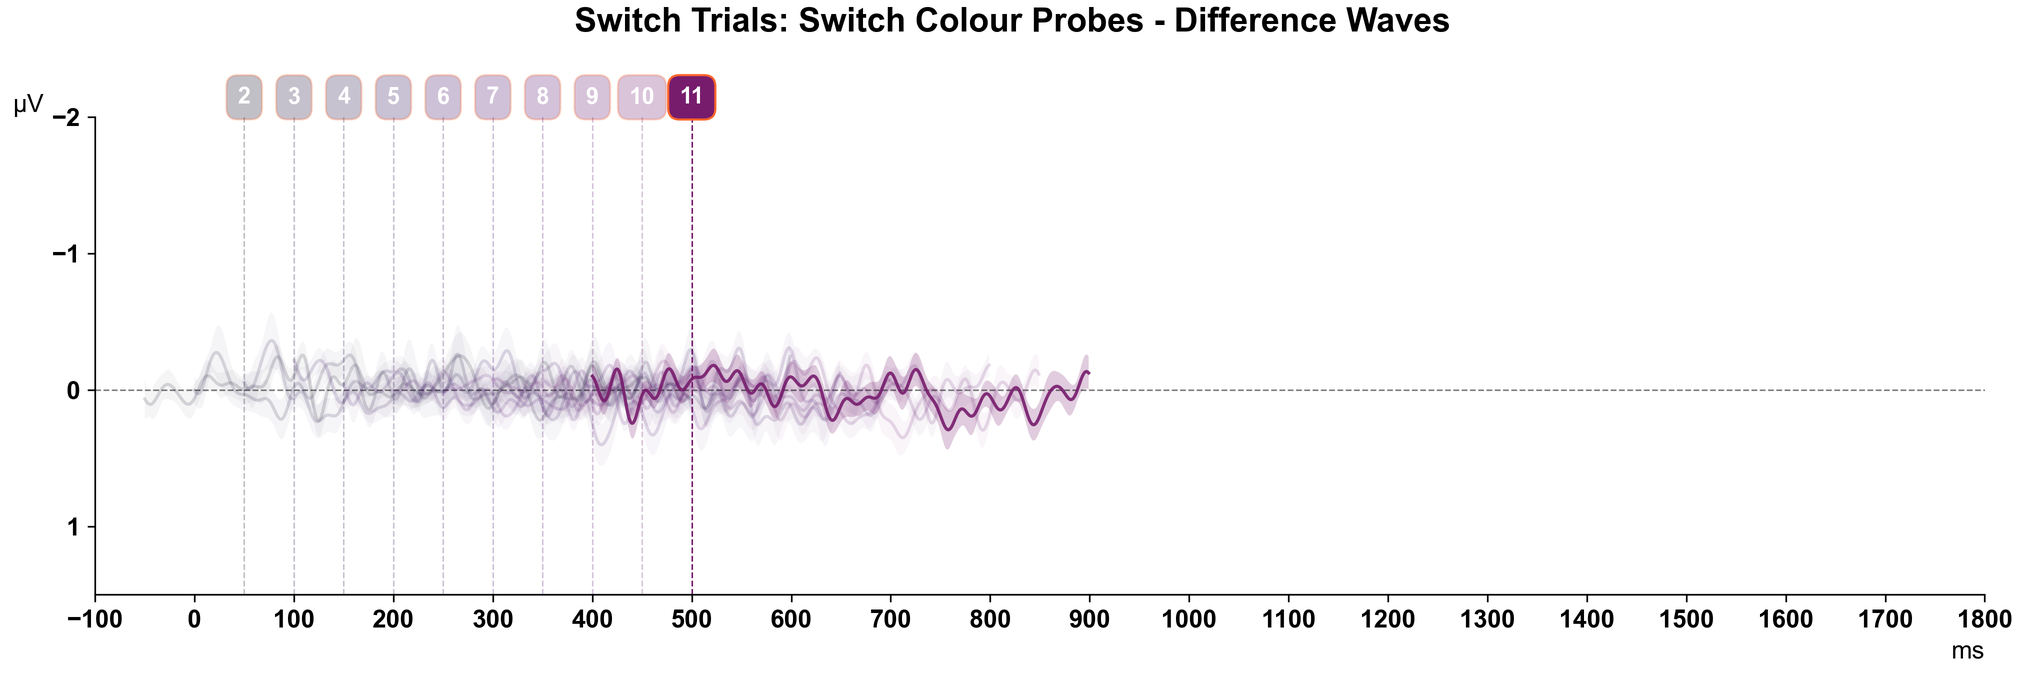 Switch Trials: Switch Colour Probes - Difference Waves
2 3 4 5 6 7 8 9 10 11
μV
−2
−1
0
1
−100 0 100 200 300 400 500 600 700 800 900 1000 1100 1200 1300 1400 1500 1600 1700 1800
ms